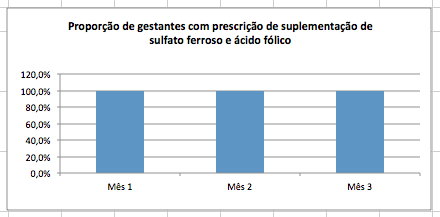 Proporção de gestantes com prescrição de suplementação de
sulfato ferroso e ácido fólico
120,0%
100,0%
80,0%
60,0%
40,0%
20,0%
0,0%
Mês 1
Mês 2
Mês 3